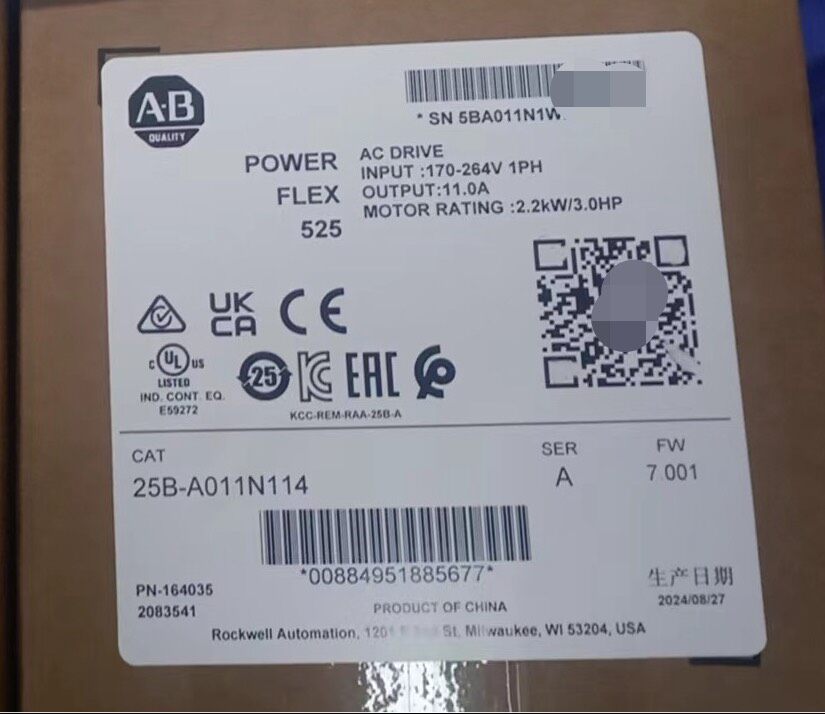 A·B
QUALITY
* SN 5BA011N1W
POWER
FLEX
525
AC DRIVE
INPUT :170-264V 1PH
OUTPUT:11.0A
MOTOR RATING :2.2kW/3.0HP
UK
CA
CE
c UL us
LISTED
IND. CONT. EQ.
E59272
25
KC
EAC
KCC-REM-RAA-25B-A
CAT
25B-A011N114
SER
A
FW
7.001
*00884951885677*
PN-164035
2083541
生产日期
2024/08/27
PRODUCT OF CHINA
Rockwell Automation, 1201 St, Milwaukee, WI 53204, USA